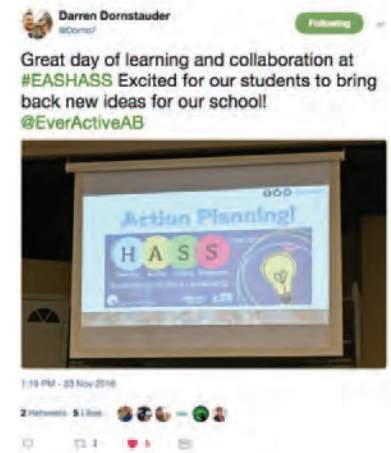 Darren Dornstauder
Following
Great day of learning and collaboration at
#EASHASS Excited for our students to bring
back new ideas for our school!
@EverActiveAB
Action Planning!
H A S S
1:19 PM - 23 Nov 2016
2 Retweets 5 Likes